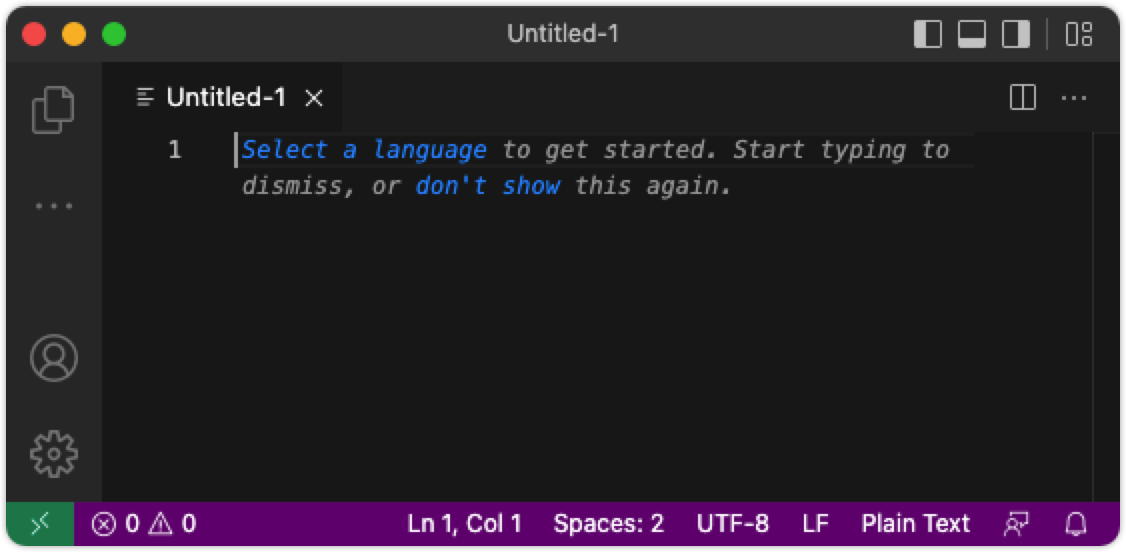 Untitled-1
Untitled-1
1 Select a language to get started. Start typing to
dismiss, or don't show this again.
0 0 Ln 1, Col 1 Spaces: 2 UTF-8 LF Plain Text